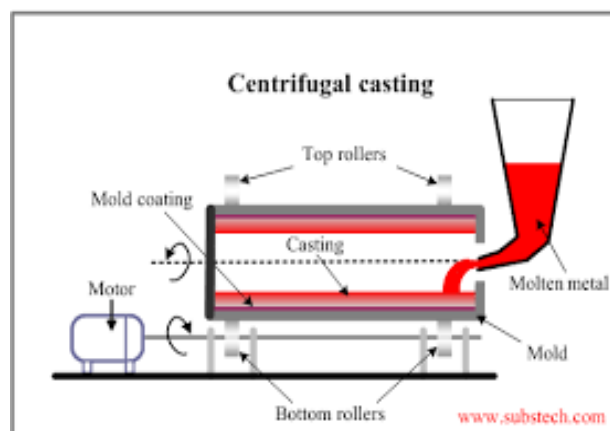 Centrifugal casting
Top rollers
Mold coating
Casting
Molten metal
Motor
Mold
Bottom rollers
www.substech.com